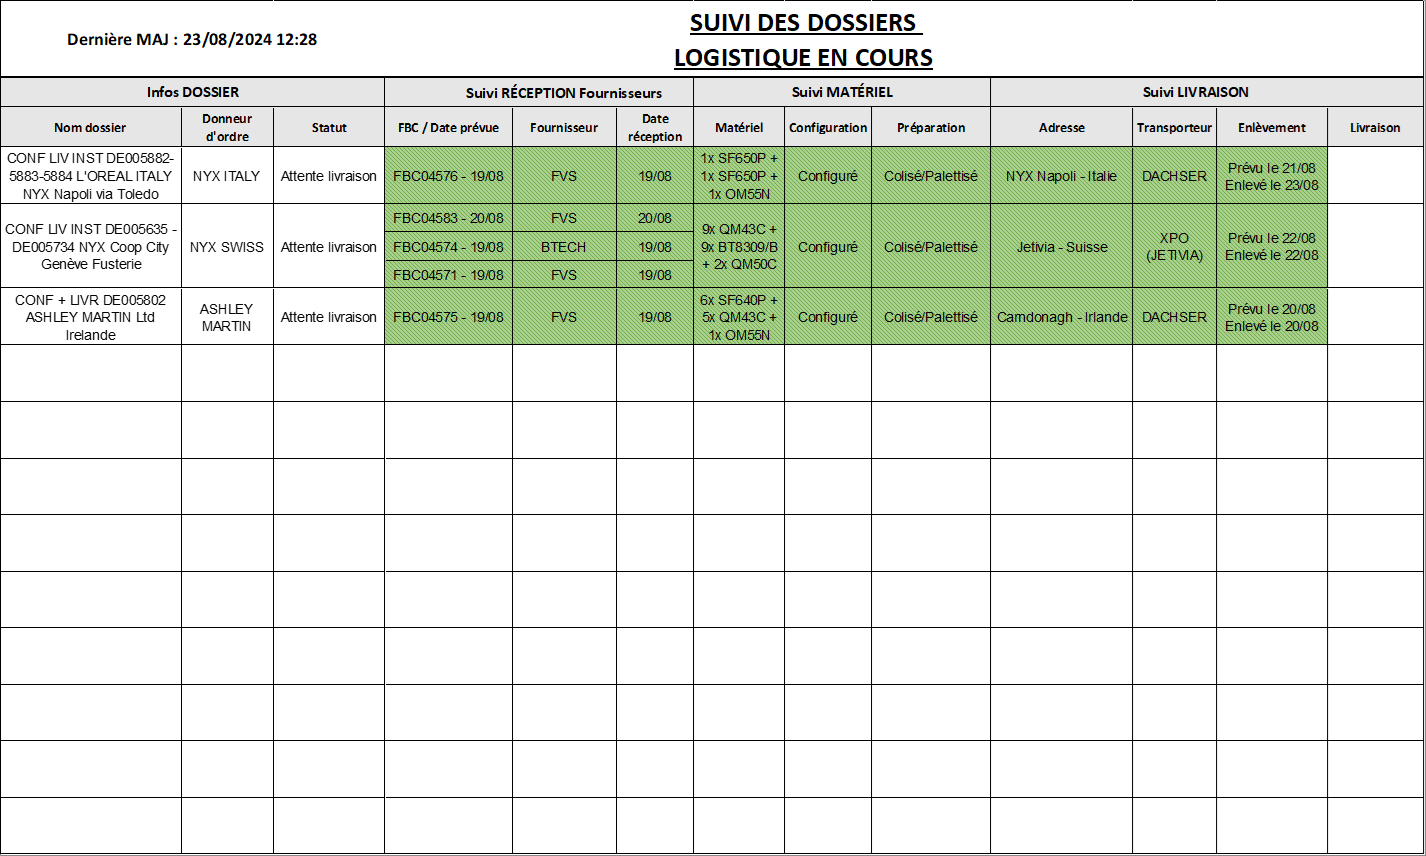 Dernière MAJ : 23/08/2024 12:28
SUIVI DES DOSSIERS
LOGISTIQUE EN COURS
Infos DOSSIER
Suivi RÉCEPTION Fournisseurs
Suivi MATÉRIEL
Suivi LIVRAISON
Nom dossier
Donneur
d'ordre
Statut
FBC / Date prévue
Fournisseur
Date
réception
Matériel
Configuration
Préparation
Adresse
Transporteur
Enlèvement
Livraison
CONF LIV INST DE005882-
5883-5884 L'OREAL ITALY
NYX Napoli via Toledo
NYX ITALY
Attente livraison
FBC04576 - 19/08
FVS
19/08
1x SF650P +
1x SF650P +
1x OM55N
Configuré
Colisé/Palettisé
NYX Napoli - Italie
DACHSER
Prévu le 21/08
Enlevé le 23/08
CONF LIV INST DE005635 -
DE005734 NYX Coop City
Genève Fusterie
NYX SWISS
Attente livraison
FBC04583 - 20/08
FVS
20/08
FBC04574 - 19/08
BTECH
19/08
FBC04571 - 19/08
FVS
19/08
9x QM43C +
9x BT8309/B
+ 2x QM50C
Configuré
Colisé/Palettisé
Jetivia - Suisse
XPO
(JETIVIA)
Prévu le 22/08
Enlevé le 22/08
CONF + LIVR DE005802
ASHLEY MARTIN Ltd
Irelande
ASHLEY
MARTIN
Attente livraison
FBC04575 - 19/08
FVS
19/08
6x SF640P +
5x QM43C +
1x OM55N
Configuré
Colisé/Palettisé
Carndonagh - Irlande
DACHSER
Prévu le 20/08
Enlevé le 20/08